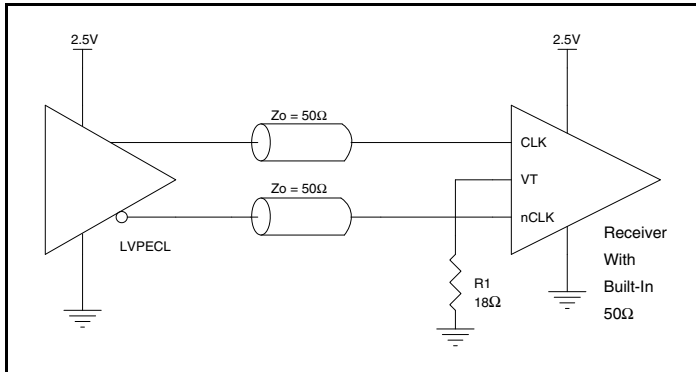 2.5V
2.5V
Zo = 50Ω
CLK
VT
Zo = 50Ω
nCLK
LVPECL
R1
18Ω
Receiver
With
Built-In
50Ω